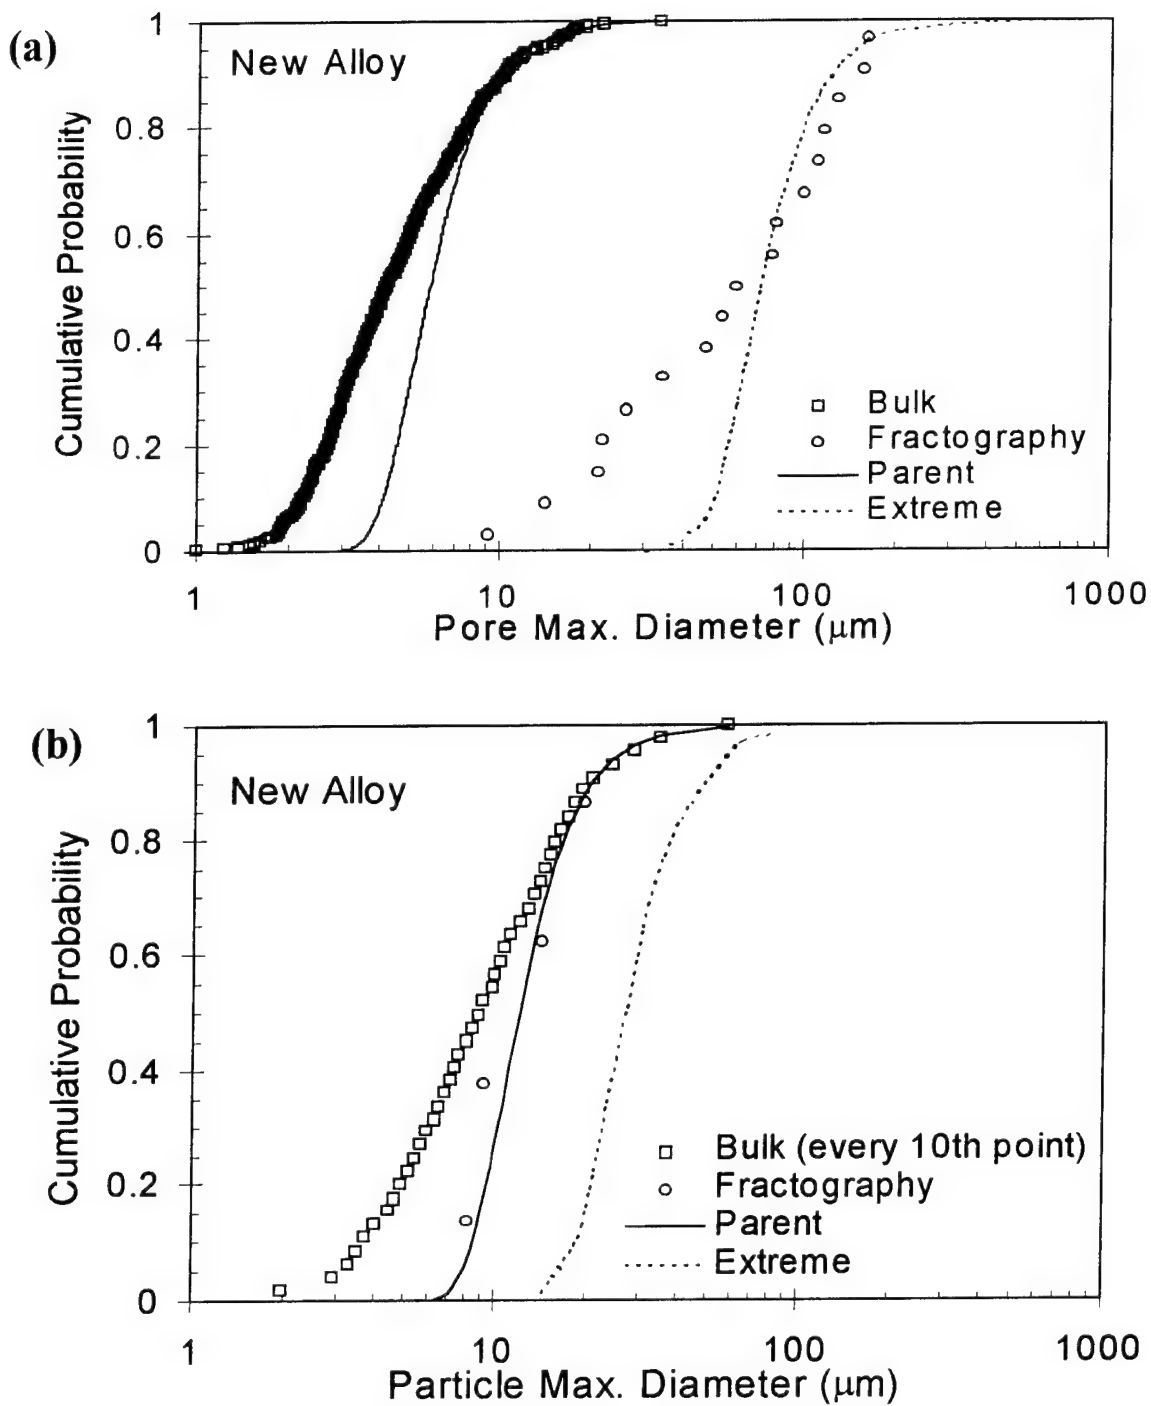 (a)
New Alloy
Cumulative Probability
1
0.8
0.6
0.4
0.2
0
Bulk
Fractography
Parent
Extreme
1 10 100 1000
Pore Max. Diameter (μm)
(b)
New Alloy
Cumulative Probability
1
0.8
0.6
0.4
0.2
0
Bulk (every 10th point)
Fractography
Parent
Extreme
1 10 100 1000
Particle Max. Diameter (μm)